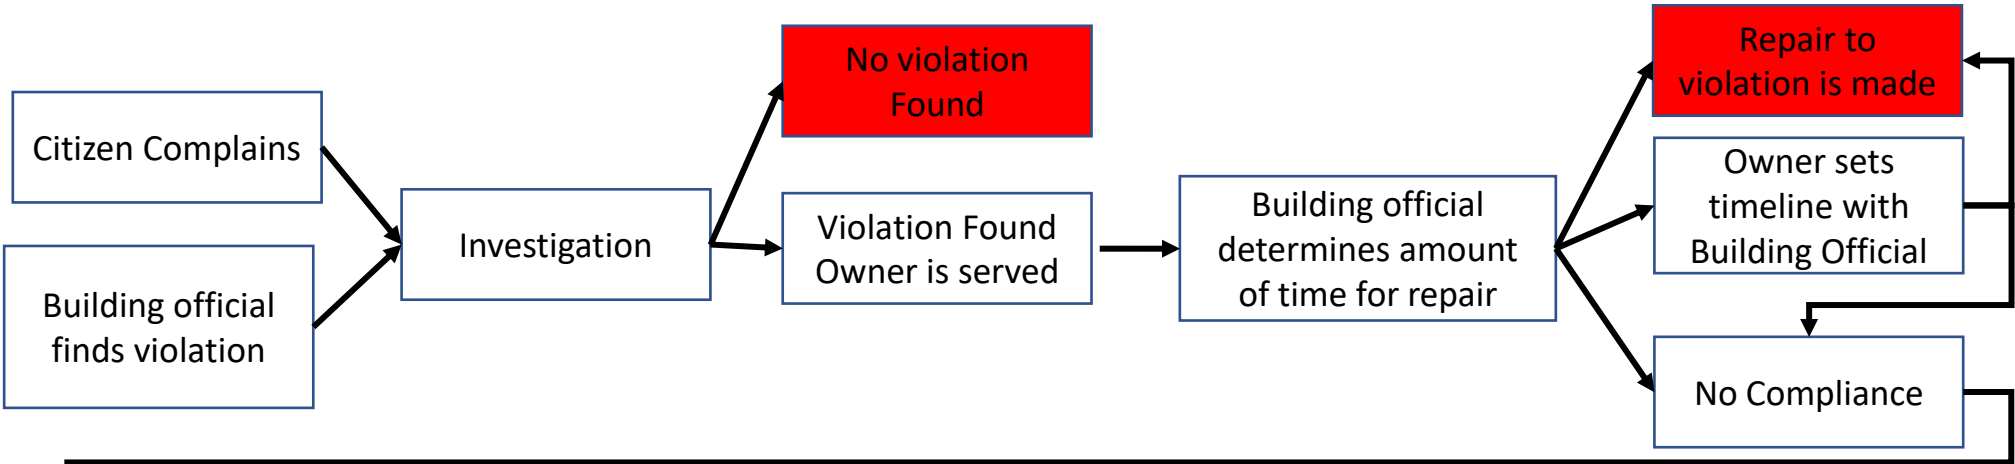 Citizen Complains
Building official
finds violation
Investigation
No violation
Found
Violation Found
Owner is served
Building official
determines amount
of time for repair
Repair to
violation is made
Owner sets
timeline with
Building Official
No Compliance